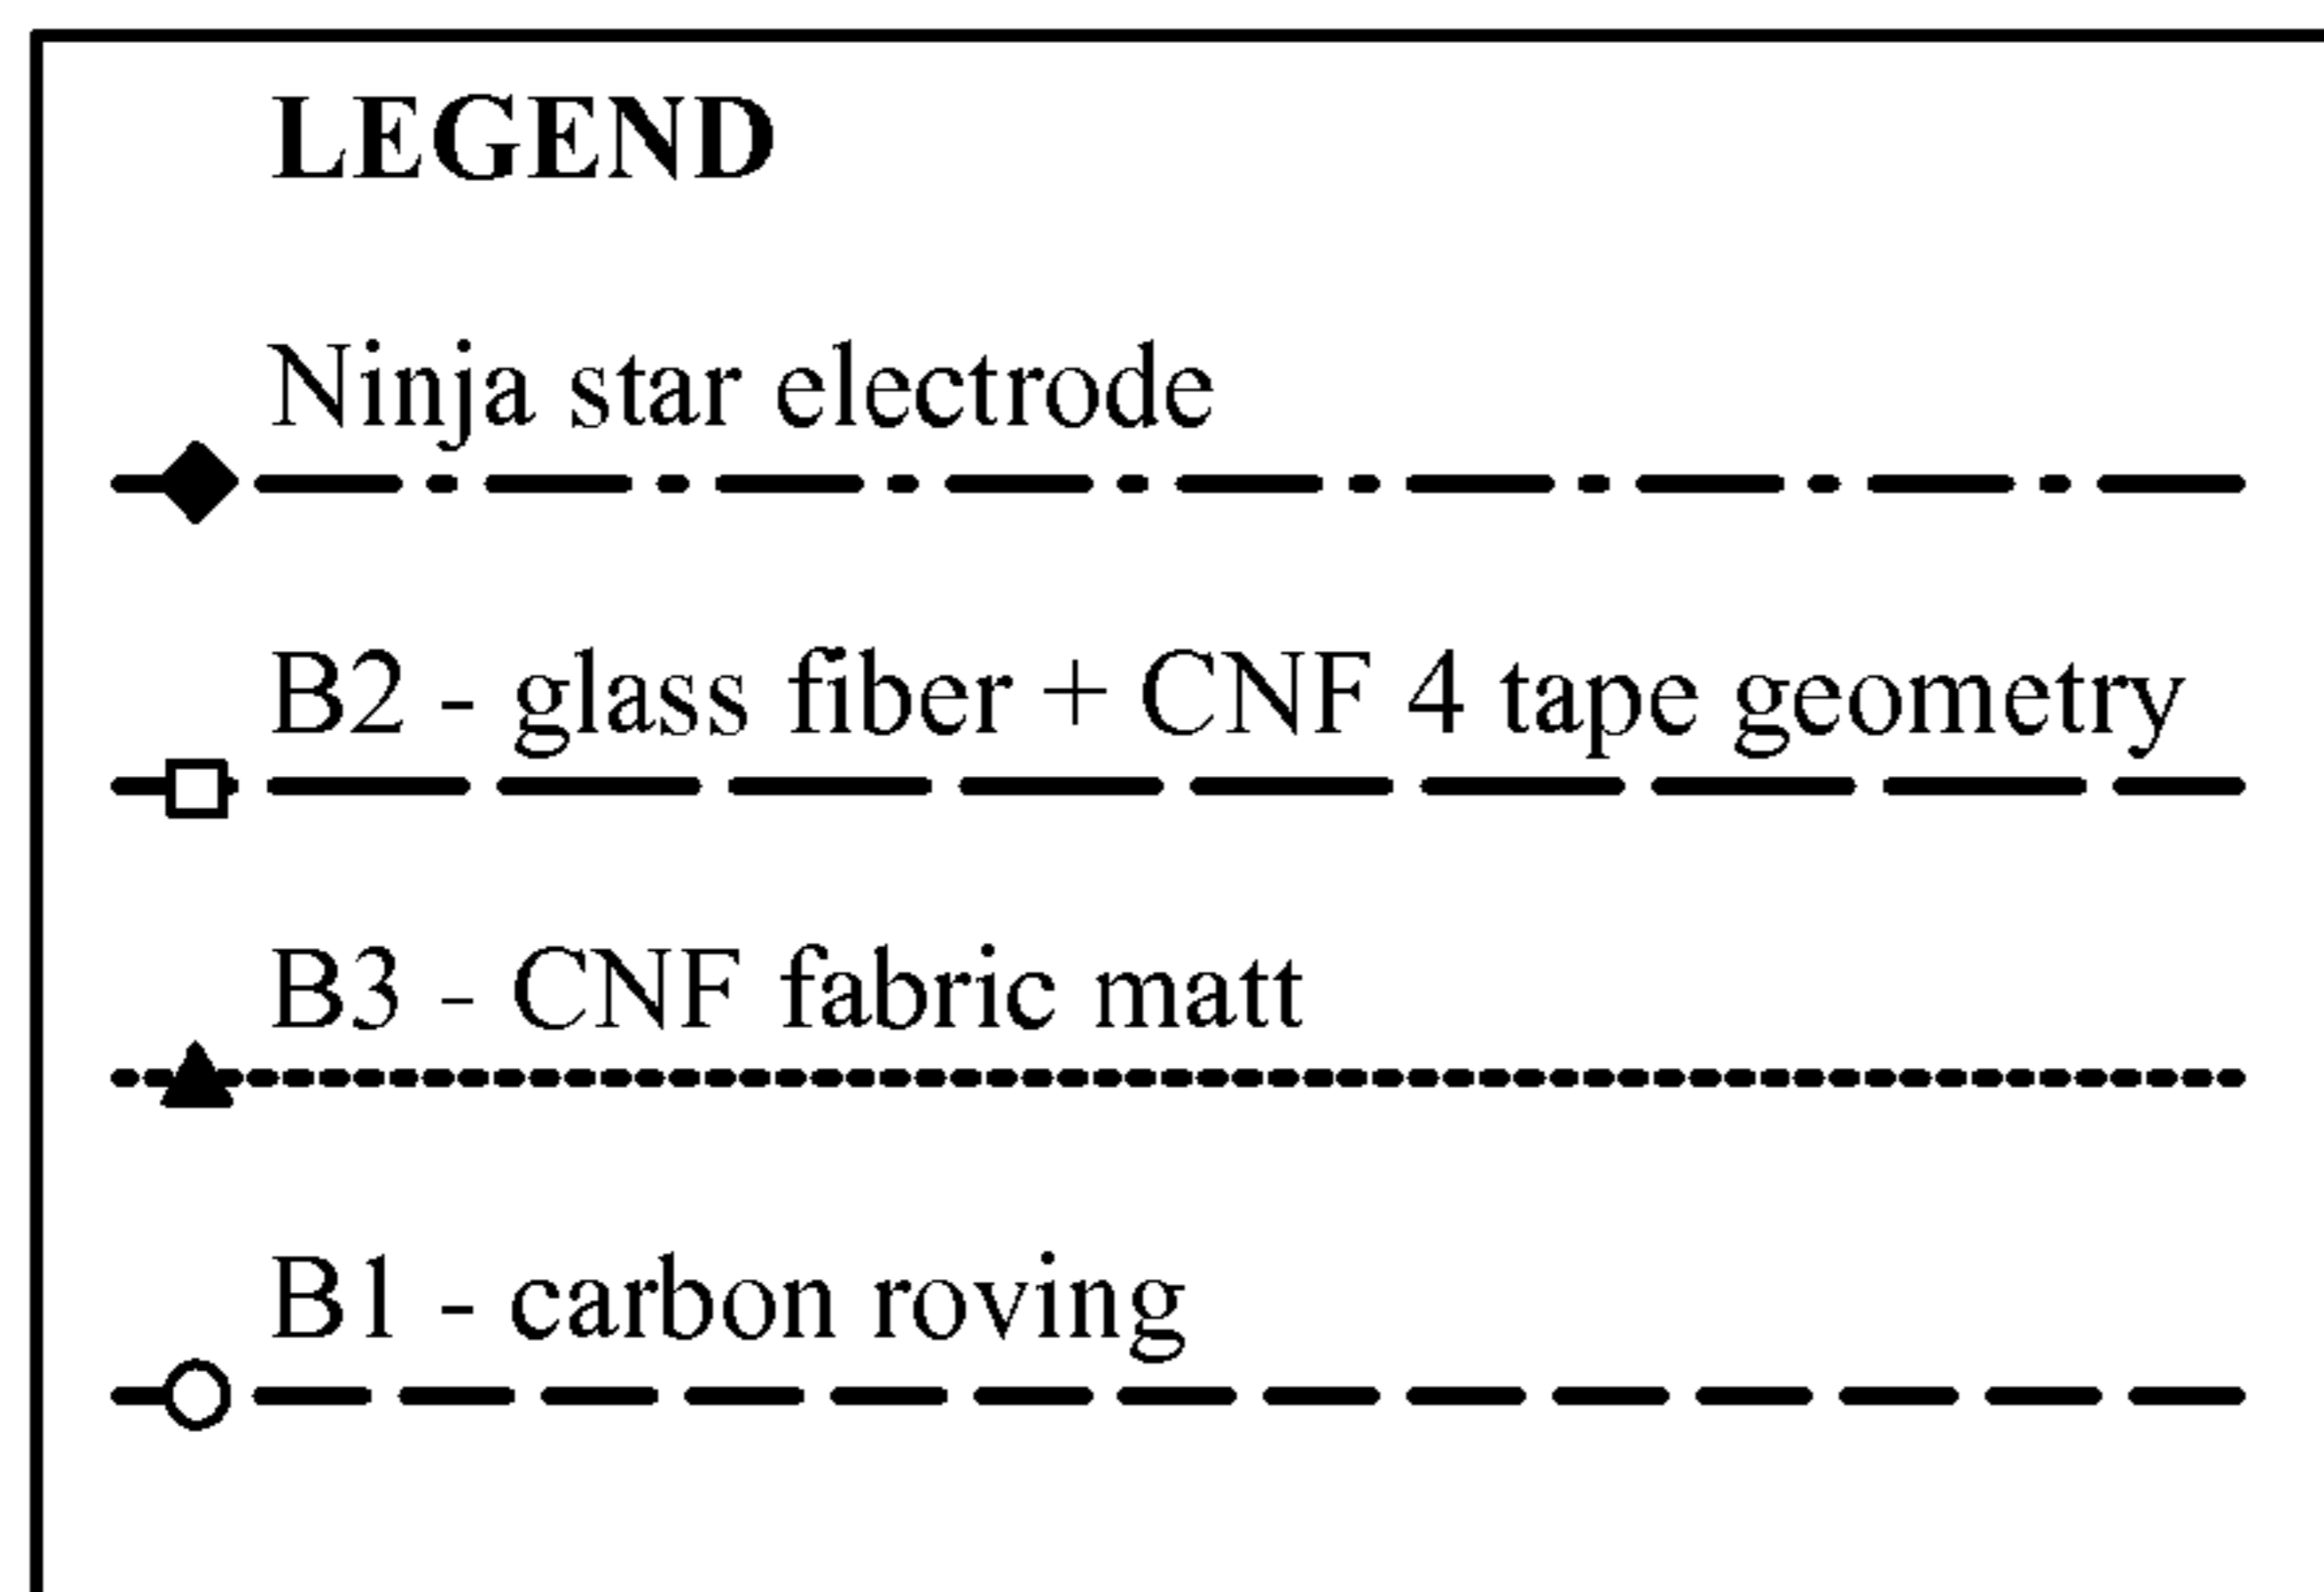 LEGEND
Ninja star electrode
B2 - glass fiber + CNF 4 tape geometry
B3 - CNF fabric matt
B1 - carbon roving